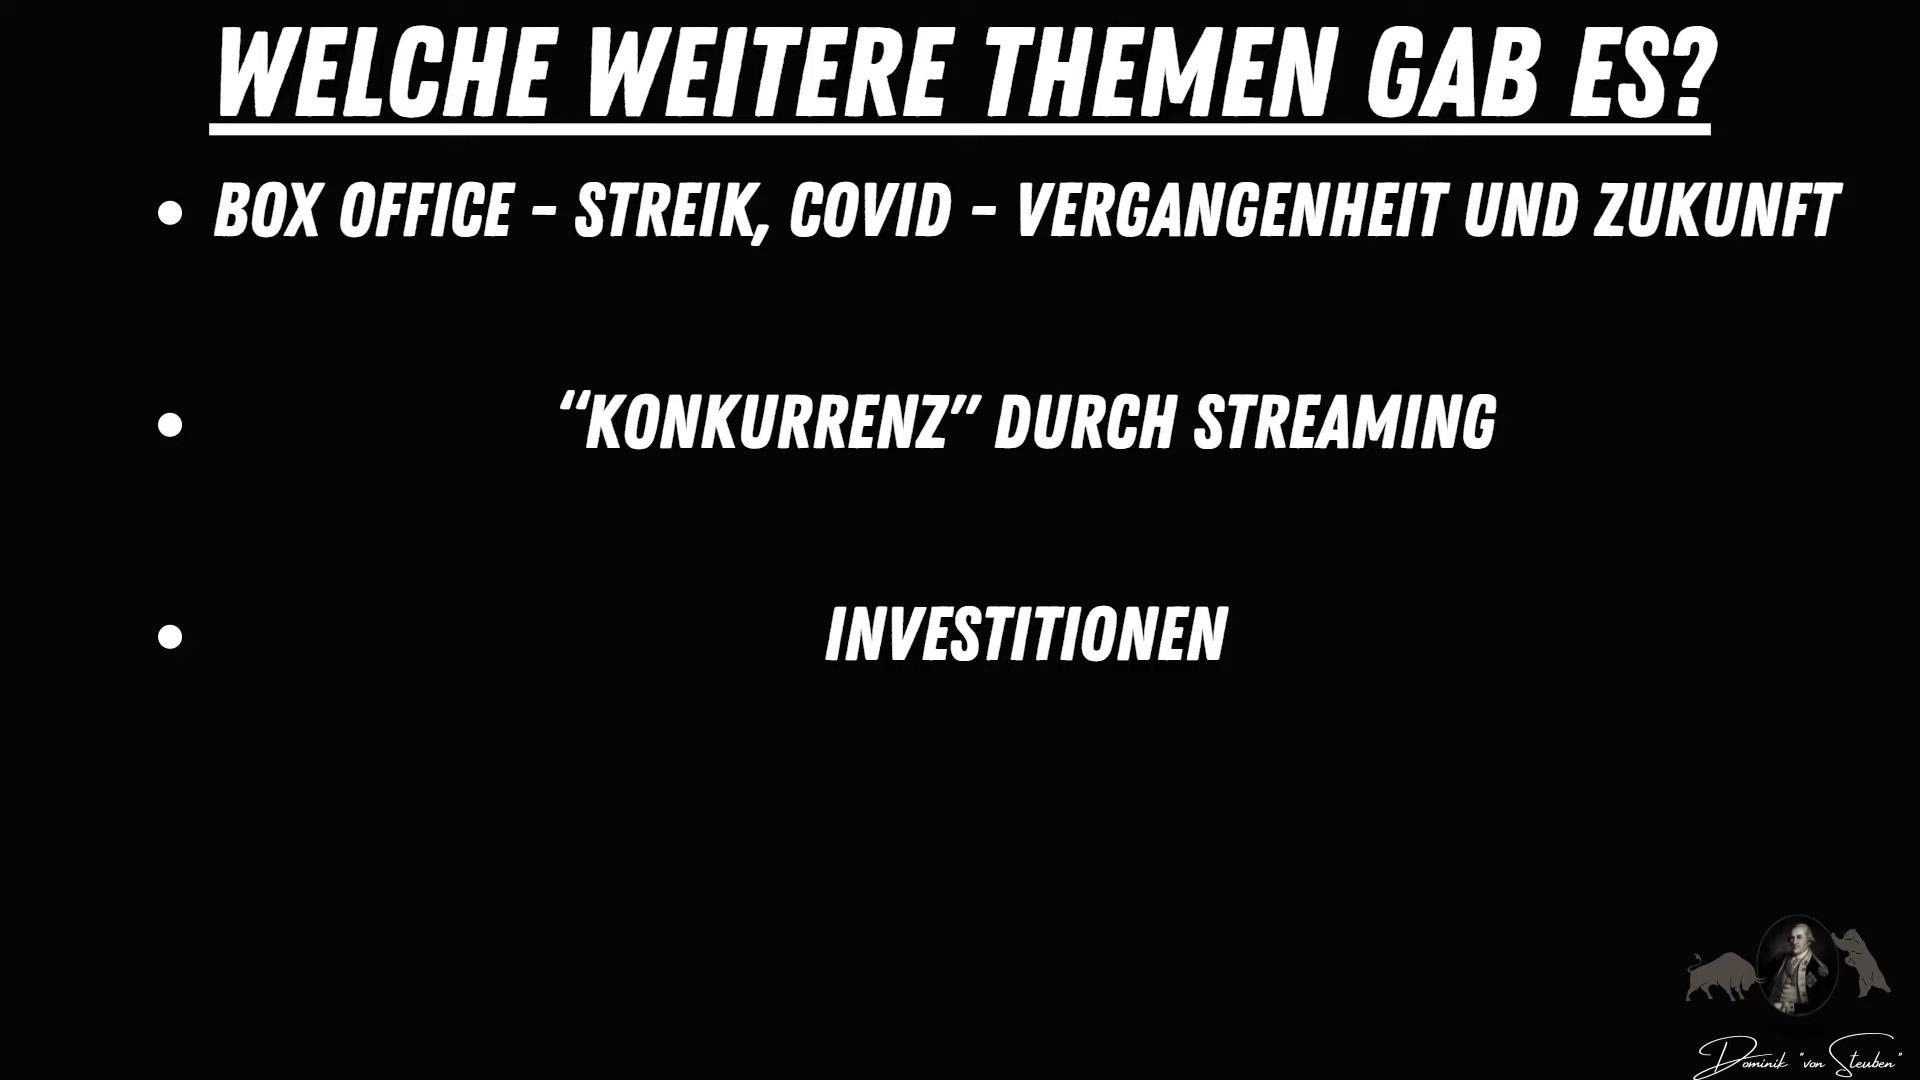 WELCHE WEITERE THEMEN GAB ES?
• BOX OFFICE - STREIK, COVID - VERGANGENHEIT UND ZUKUNFT
• “KONKURRENZ” DURCH STREAMING
• INVESTITIONEN
Dominik "von Steuben"